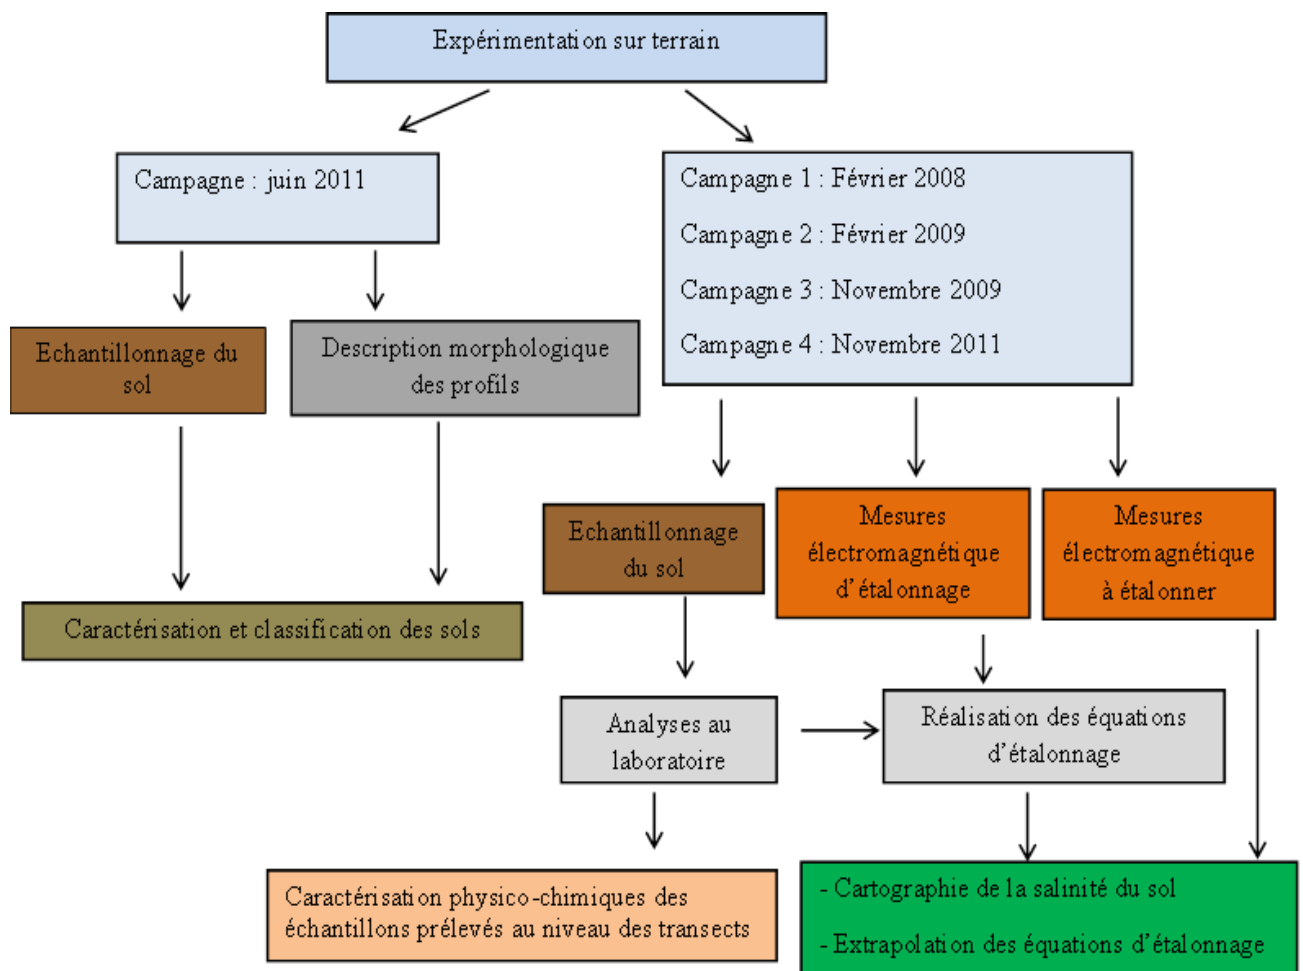 Expérimentation sur terrain
Campagne : juin 2011
Campagne 1 : Février 2008
Campagne 2 : Février 2009
Campagne 3 : Novembre 2009
Campagne 4 : Novembre 2011
Echantillonnage du
sol
Description morphologique
des profils
Echantillonnage
du sol
Mesures
électromagnétique
d'étalonnage
Mesures
électromagnétique
à étalonner
Caractérisation et classification des sols
Analyses au
laboratoire
Réalisation des équations
d'étalonnage
Caractérisation physico-chimiques des
échantillons prélevés au niveau des transects
- Cartographie de la salinité du sol
- Extrapolation des équations d'étalonnage